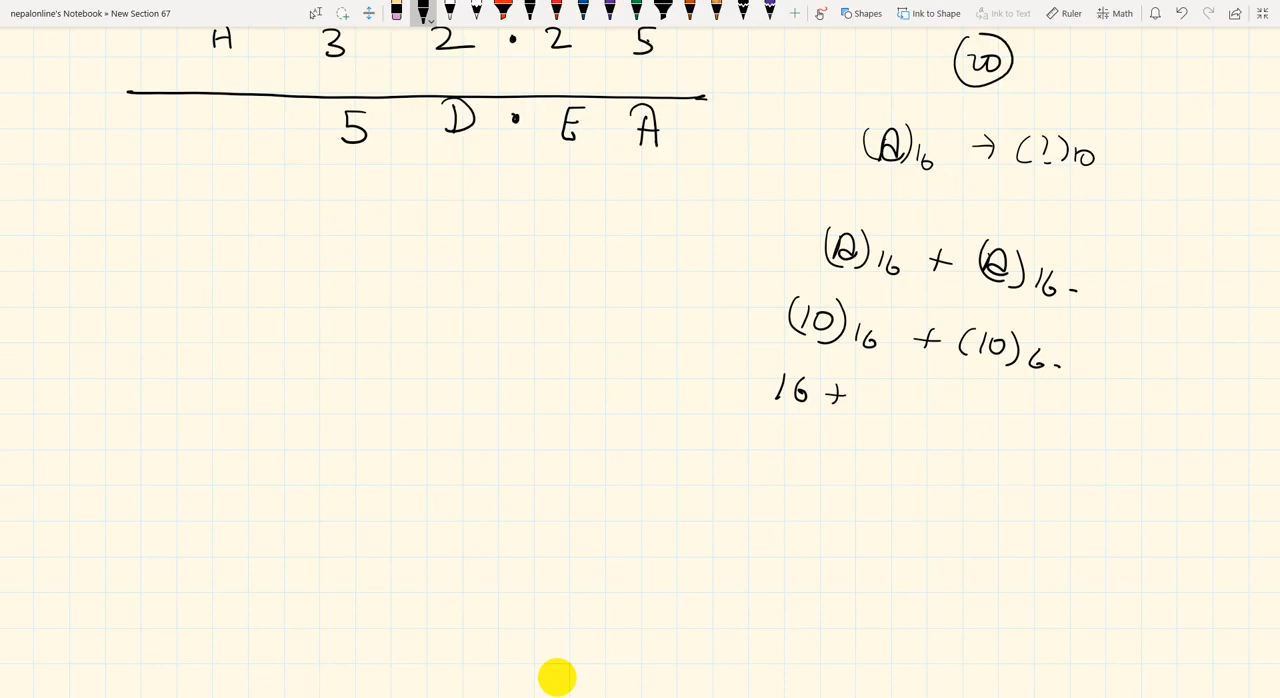 nepalonline's Notebook » New Section 67
Shapes Ink to Shape Ink to Text Ruler Math
H 3 2 . 2 5
5 D . E A
20
(A)16 → (?)10
(A)16 + (A)16.
(10)16 + (10)6.
16 +